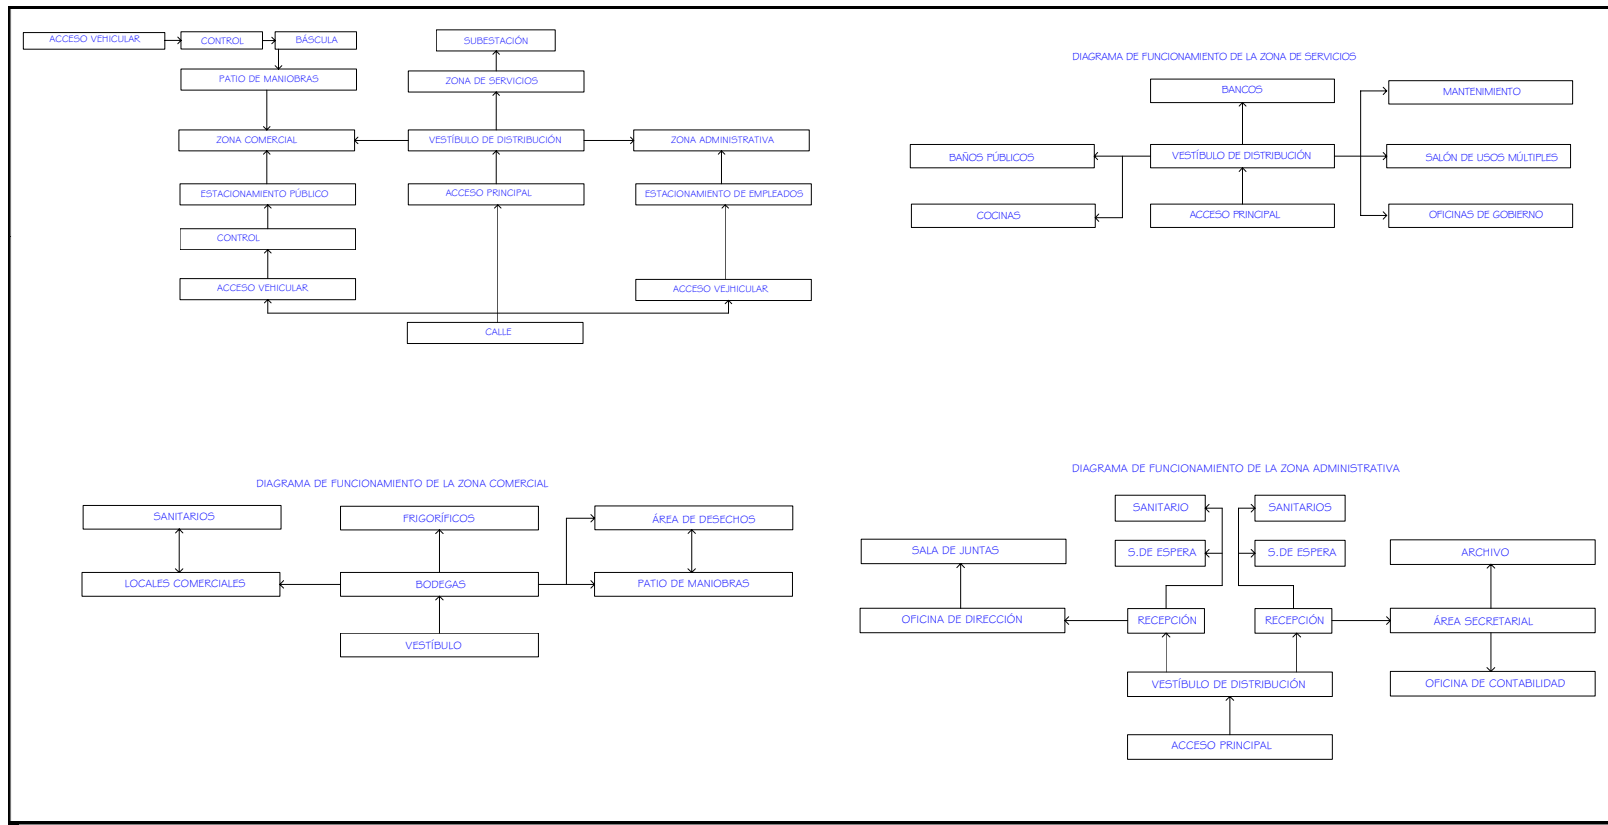 ACCESO VEHICULAR
CONTROL
BÁSCULA
PATIO DE MANIOBRAS
SUBESTACIÓN
ZONA DE SERVICIOS
ZONA COMERCIAL
VESTÍBULO DE DISTRIBUCIÓN
ZONA ADMINISTRATIVA
ESTACIONAMIENTO PÚBLICO
ACCESO PRINCIPAL
ESTACIONAMIENTO DE EMPLEADOS
CONTROL
ACCESO VEHICULAR
ACCESO VEJHICULAR
CALLE
DIAGRAMA DE FUNCIONAMIENTO DE LA ZONA DE SERVICIOS
BANCOS
MANTENIMIENTO
BAÑOS PÚBLICOS
VESTÍBULO DE DISTRIBUCIÓN
SALÓN DE USOS MÚLTIPLES
COCINAS
ACCESO PRINCIPAL
OFICINAS DE GOBIERNO
DIAGRAMA DE FUNCIONAMIENTO DE LA ZONA COMERCIAL
SANITARIOS
FRIGORÍFICOS
ÁREA DE DESECHOS
LOCALES COMERCIALES
BODEGAS
PATIO DE MANIOBRAS
VESTÍBULO
DIAGRAMA DE FUNCIONAMIENTO DE LA ZONA ADMINISTRATIVA
SANITARIO
SANITARIOS
SALA DE JUNTAS
S.DE ESPERA
S.DE ESPERA
ARCHIVO
OFICINA DE DIRECCIÓN
RECEPCIÓN
RECEPCIÓN
ÁREA SECRETARIAL
VESTÍBULO DE DISTRIBUCIÓN
OFICINA DE CONTABILIDAD
ACCESO PRINCIPAL